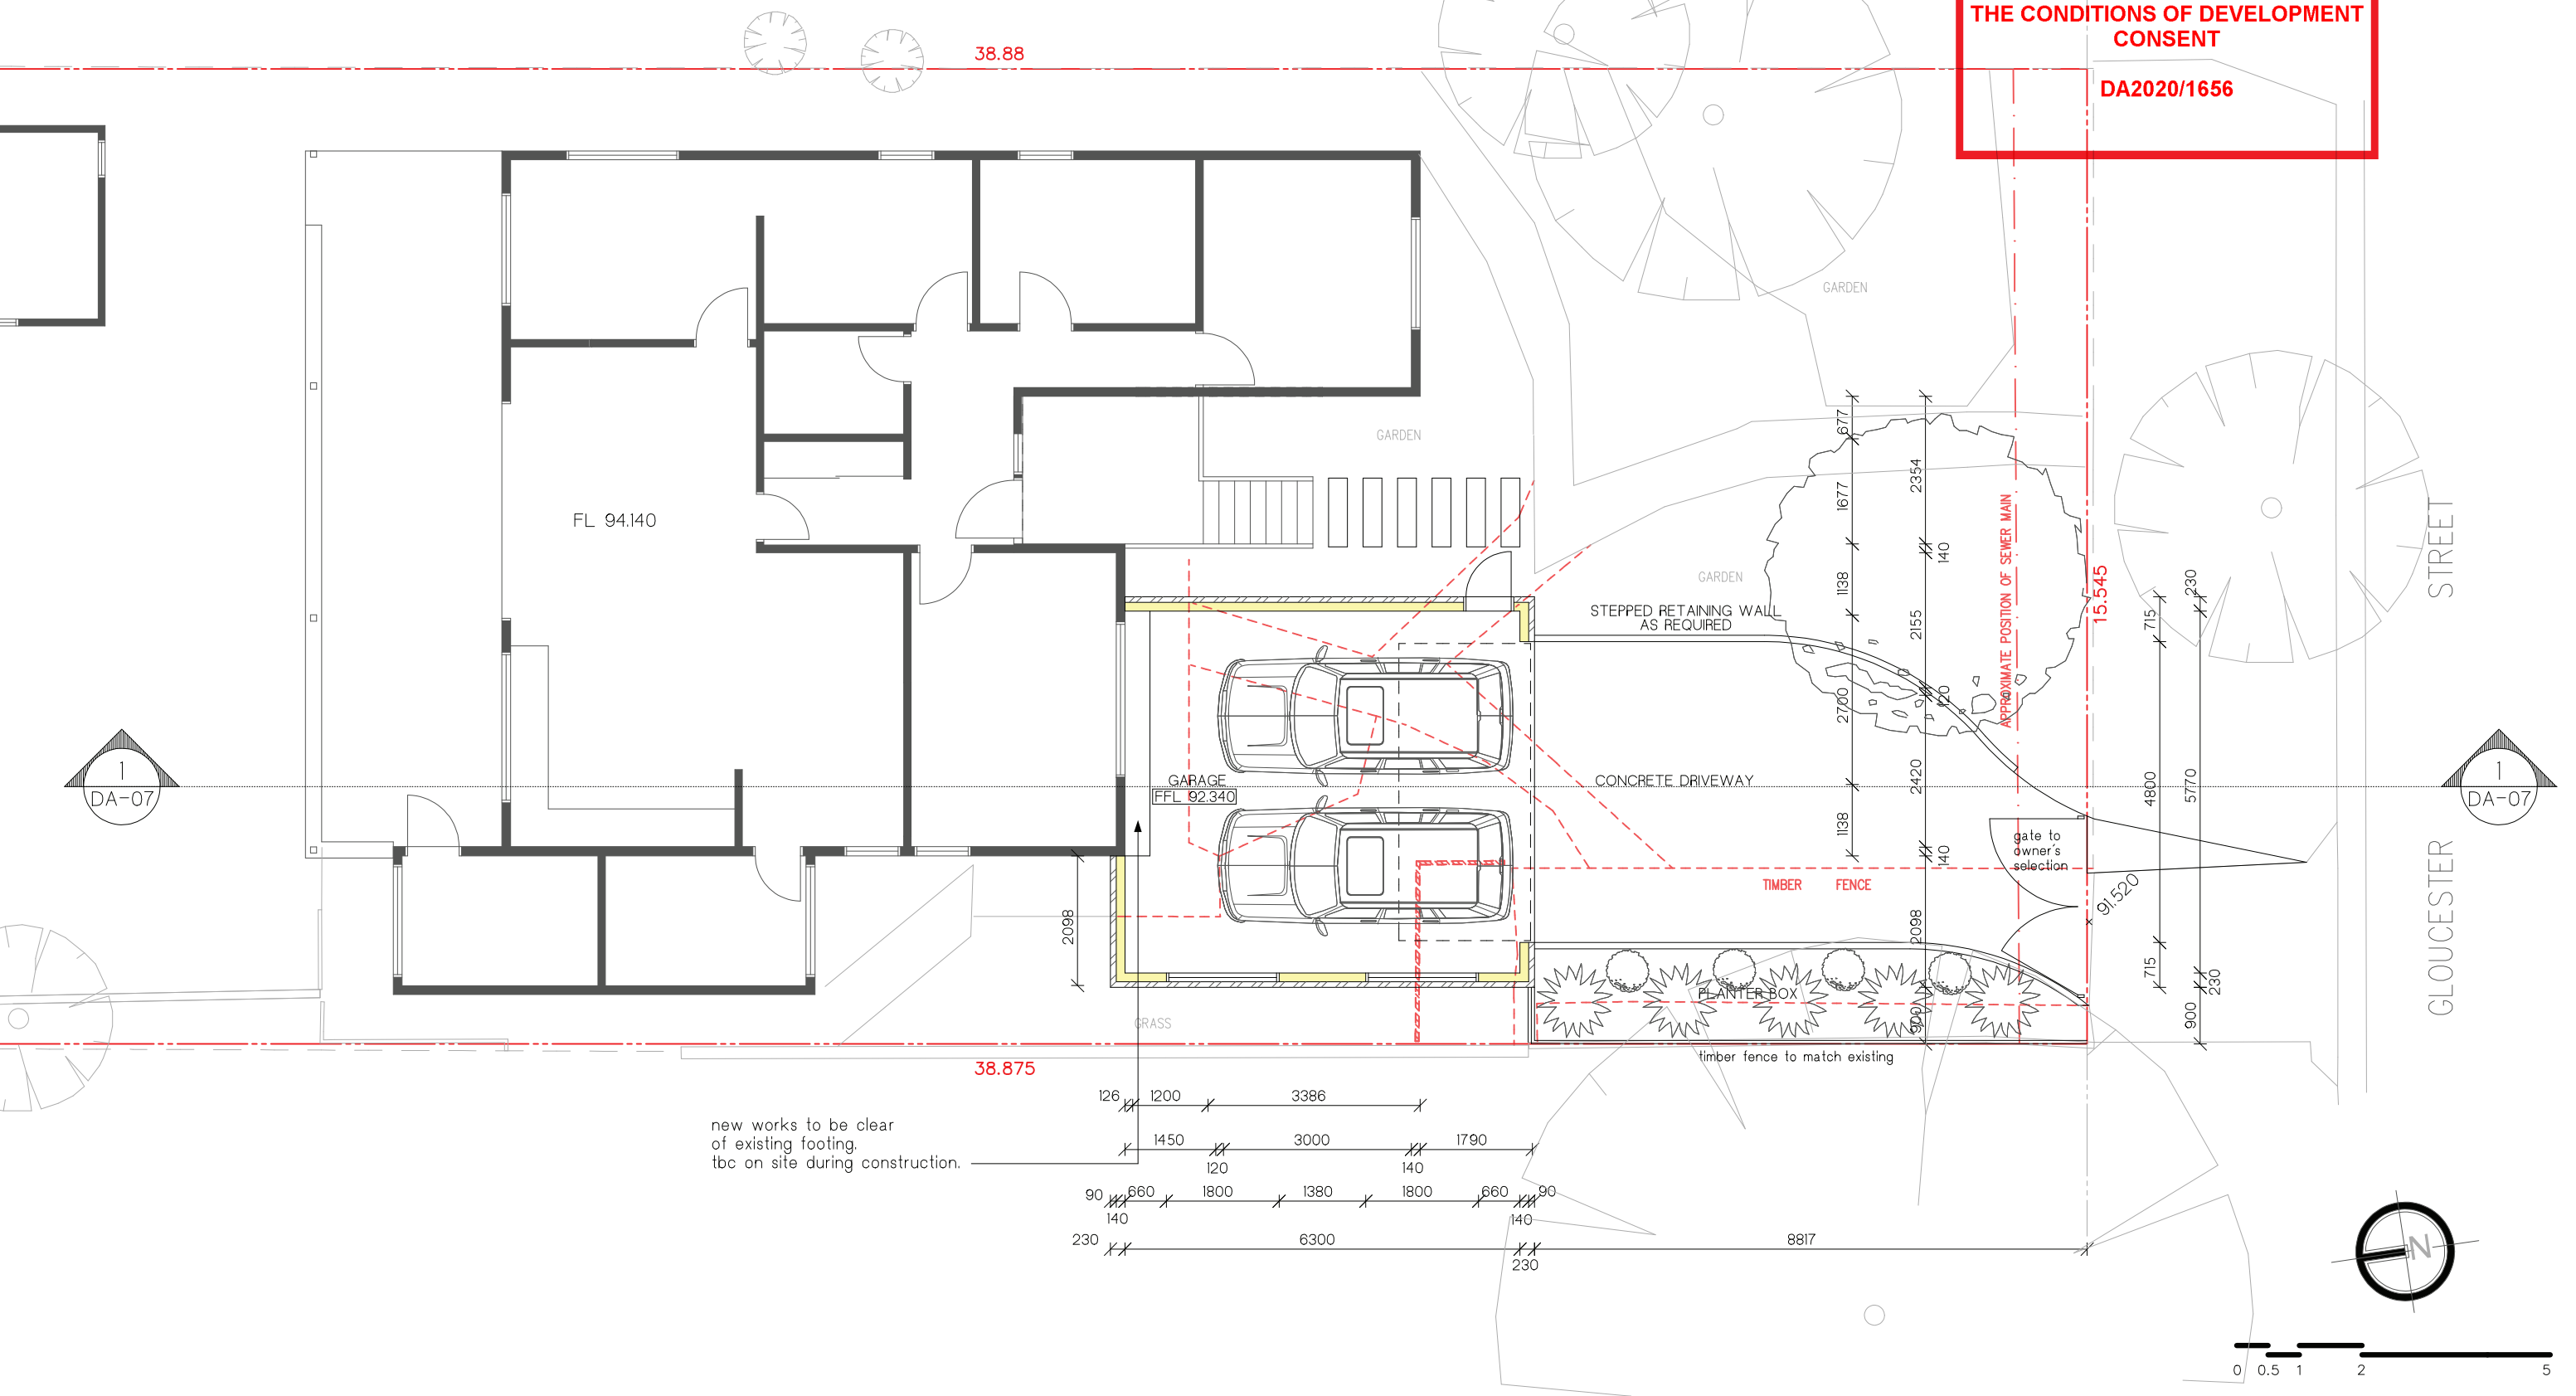 THE CONDITIONS OF DEVELOPMENT
CONSENT
DA2020/1656
38.88
GARDEN
GARDEN
GARDEN
FL 94.140
STEPPED RETAINING WALL
AS REQUIRED
APPROXIMATE POSITION OF SEWER MAIN
15.545
STREET
GLOUCESTER
677
1677
1138
2700
1138
2354
140
2155
120
2420
140
2098
900
715
4800
715
230
5770
230
900
1
DA-07
GARAGE
FFL 92.340
CONCRETE DRIVEWAY
1
DA-07
gate to
owner's
selection
TIMBER FENCE
91.520
2098
PLANTER BOX
GRASS
timber fence to match existing
38.875
new works to be clear
of existing footing.
tbc on site during construction.
126 1200 3386
1450 3000 1790
120 140
90 660 1800 1380 1800 660 90
140 140
230 6300 8817
230
N
0 0.5 1 2 5